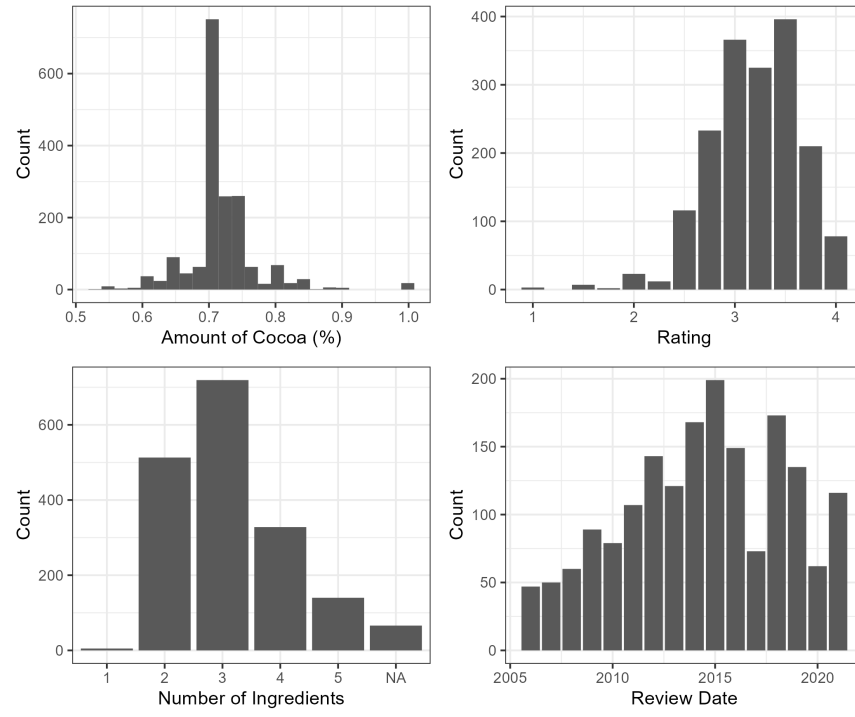 Count
600
400
200
0
0.5 0.6 0.7 0.8 0.9 1.0
Amount of Cocoa (%)
Count
400
300
200
100
0
1 2 3 4
Rating
Count
600
400
200
0
1 2 3 4 5 NA
Number of Ingredients
Count
200
150
100
50
0
2005 2010 2015 2020
Review Date